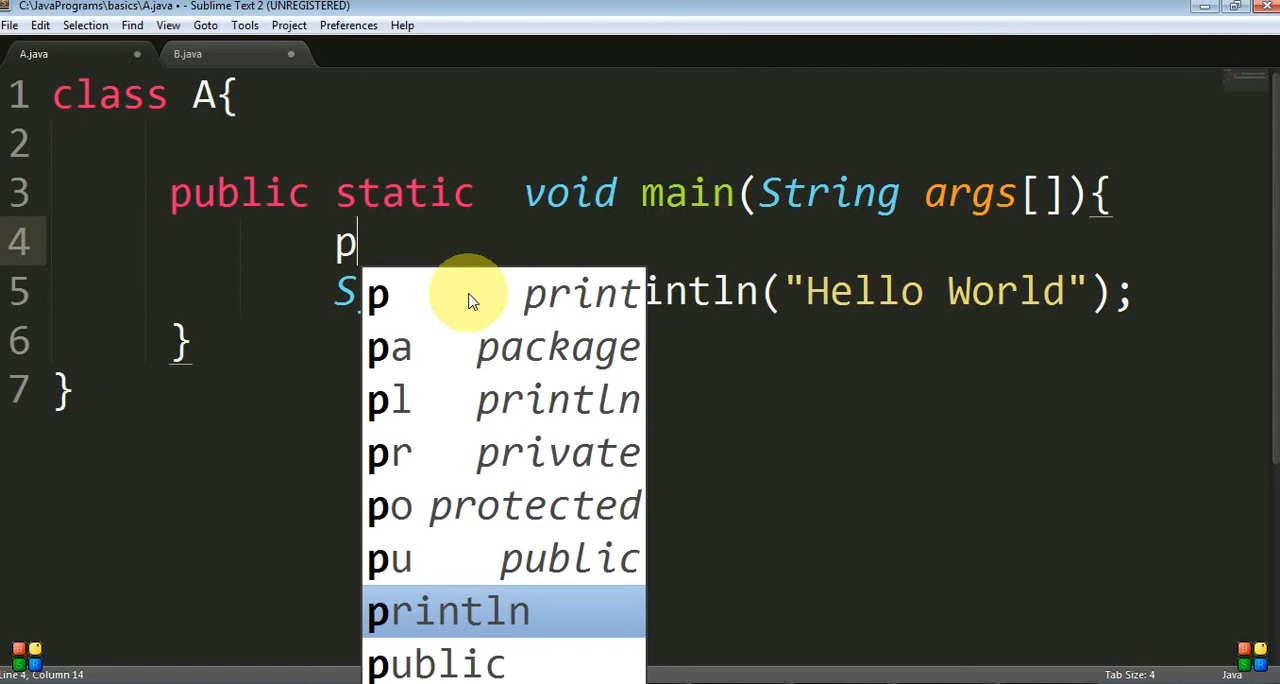 C:\JavaPrograms\basics\A.java • - Sublime Text 2 (UNREGISTERED)
File Edit Selection Find View Goto Tools Project Preferences Help
A.java B.java
1 class A{
2
3 public static void main(String args[]){
4 p
5 S intln("Hello World");
6 }
7 }
p print
pa package
pl println
pr private
po protected
pu public
println
public
B S R
B S R
Line 4, Column 14 Tab Size: 4 Java